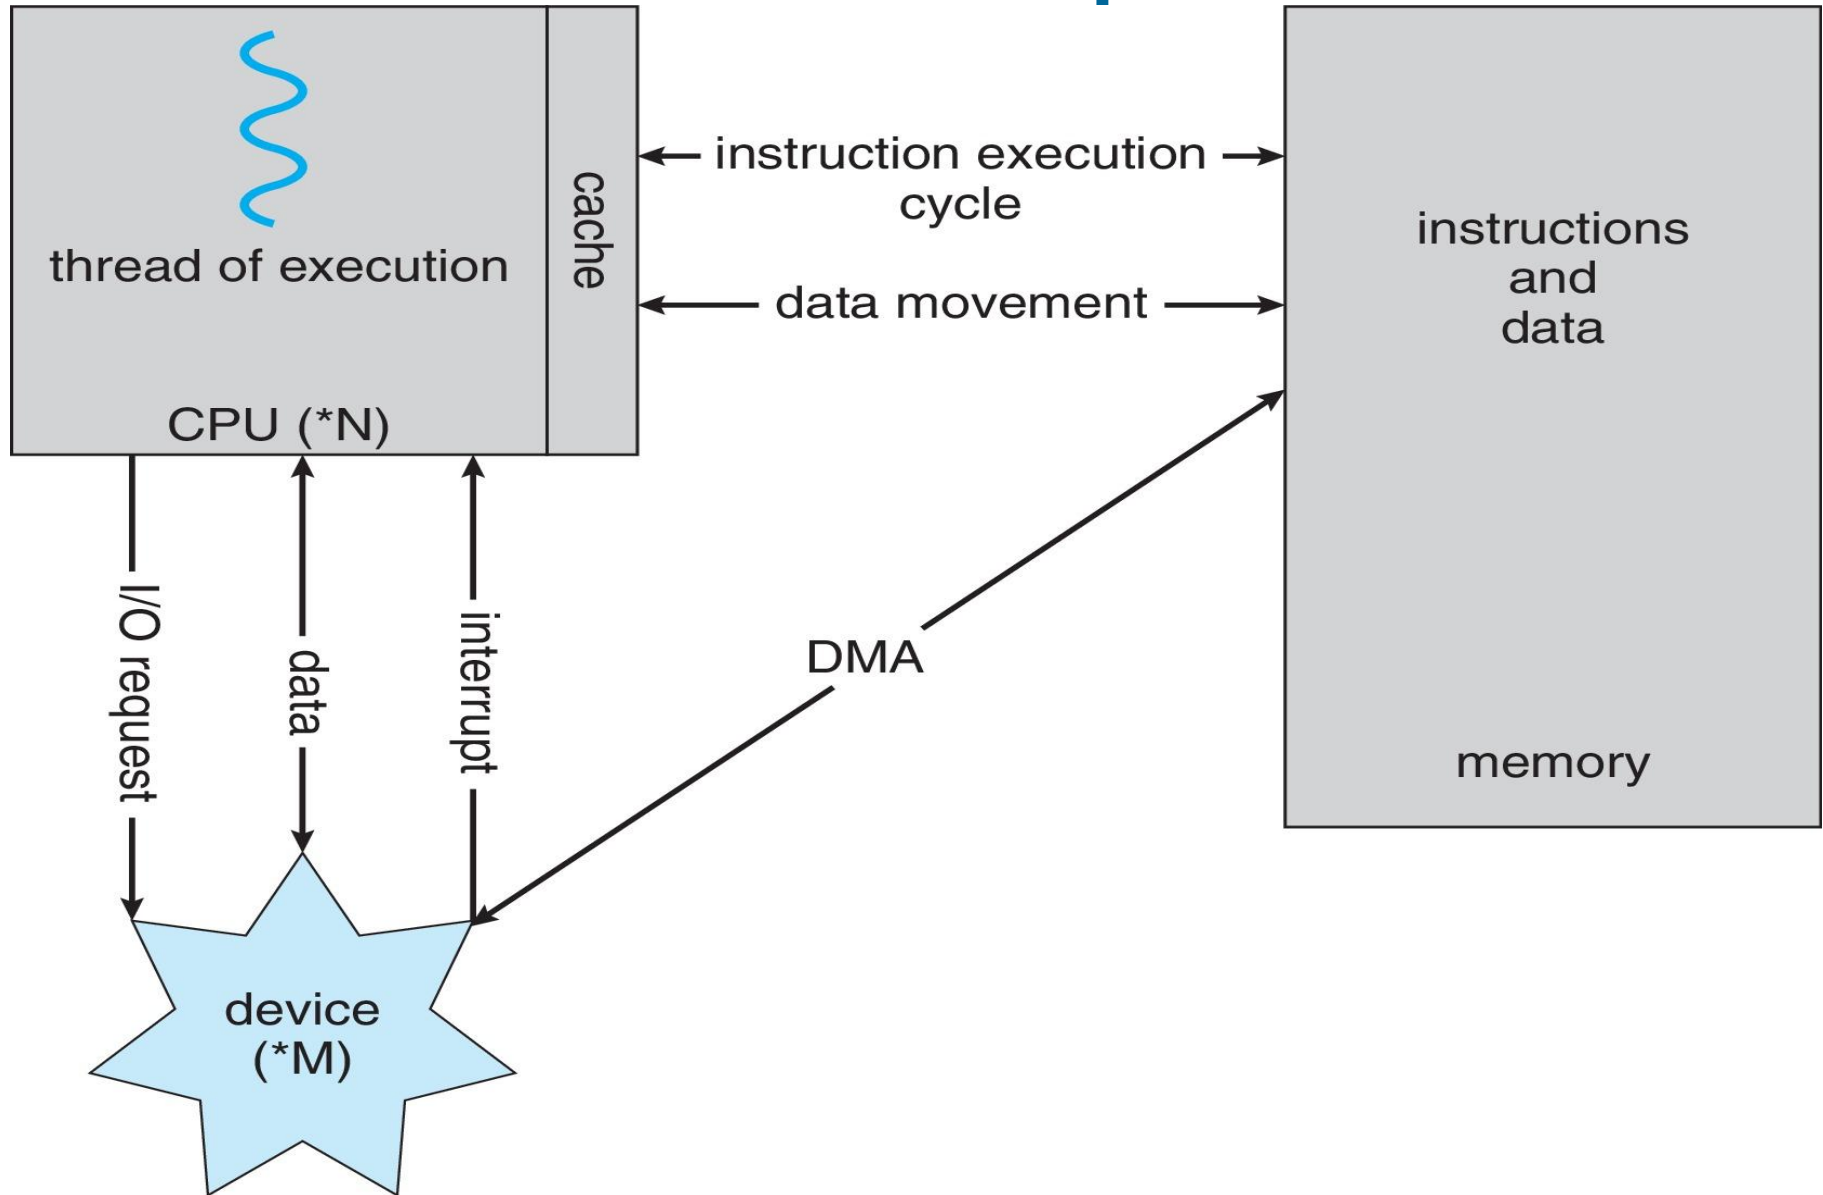 thread of execution
cache
CPU (*N)
instruction execution
cycle
data movement
instructions
and
data
memory
I/O request
data
interrupt
DMA
device
(*M)